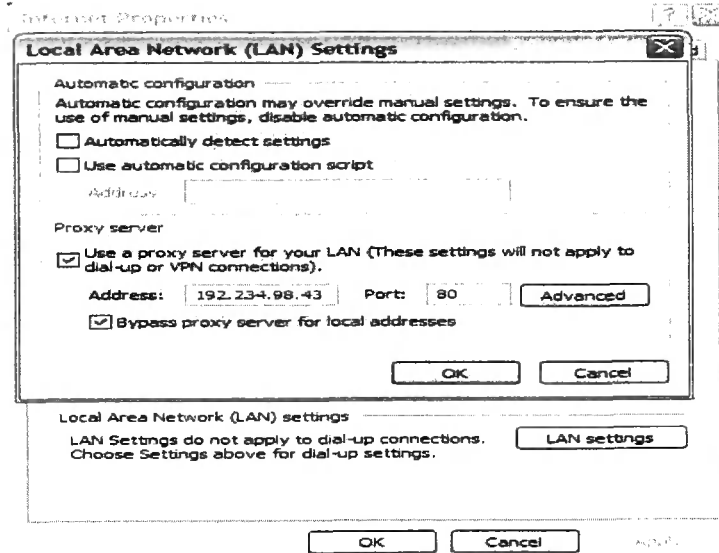 Internet Properties
Local Area Network (LAN) Settings
Automatic configuration
Automatic configuration may override manual settings. To ensure the
use of manual settings, disable automatic configuration.
Automatically detect settings
Use automatic configuration script
Address
Proxy server
Use a proxy server for your LAN (These settings will not apply to
dial-up or VPN connections).
Address: 192.234.98.43 Port: 80 Advanced
Bypass proxy server for local addresses
OK Cancel
Local Area Network (LAN) settings
LAN Settings do not apply to dial-up connections.
Choose Settings above for dial-up settings.
LAN settings
OK Cancel Apply